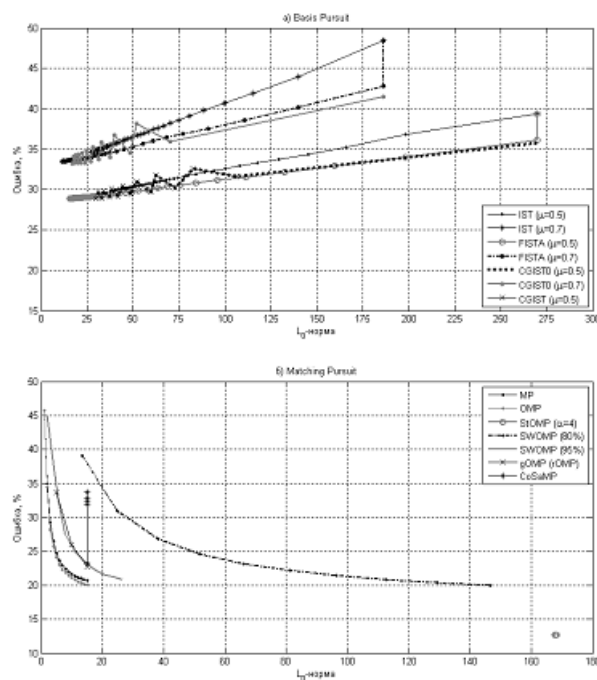 а) Basis Pursuit
Ошибка, %
50
45
40
35
30
25
20
15
0 25 50 75 100 125 150 175 200 225 250 275 300
L0-норма
IST (μ=0.5)
IST (μ=0.7)
FISTA (μ=0.5)
FISTA (μ=0.7)
CGIST0 (μ=0.5)
CGIST0 (μ=0.7)
CGIST (μ=0.5)
б) Matching Pursuit
Ошибка, %
50
45
40
35
30
25
20
15
10
0 20 40 60 80 100 120 140 160 180
L0-норма
MP
OMP
StOMP (α=4)
SWOMP (80%)
SWOMP (95%)
gOMP (rOMP)
CoSaMP